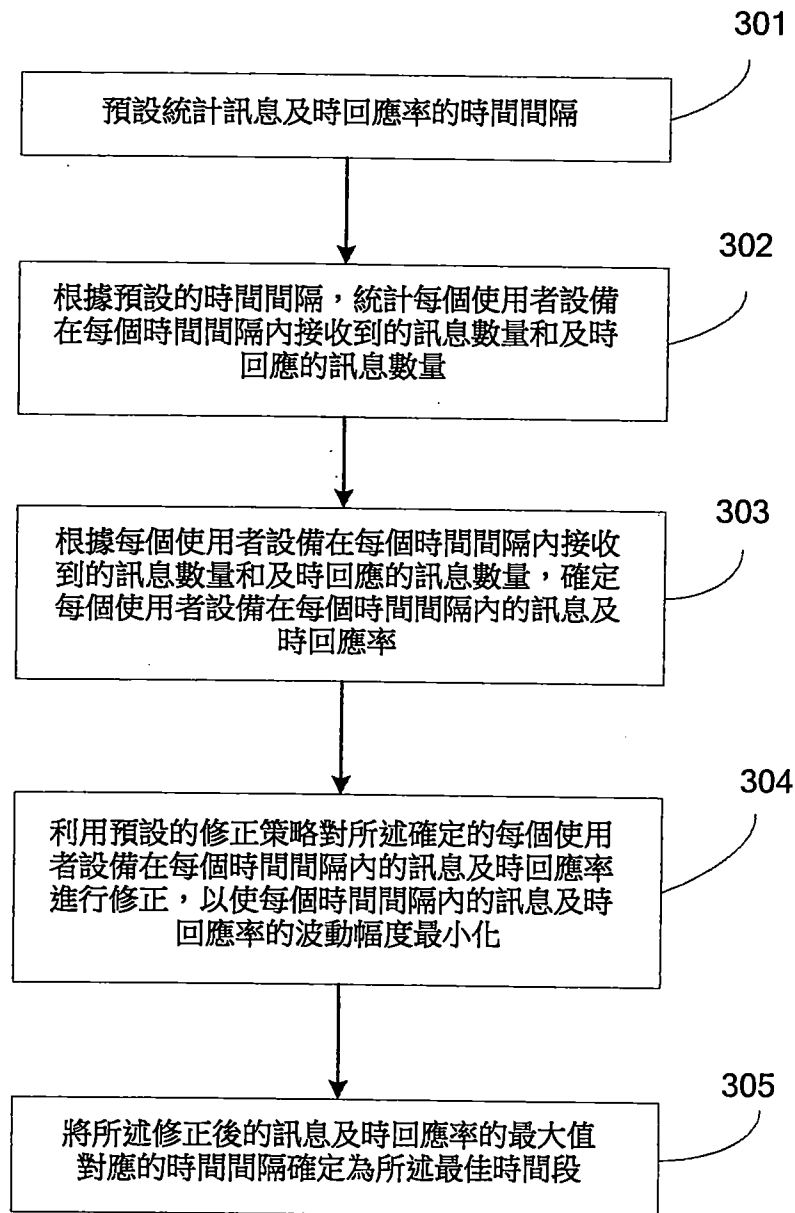 301
預設統計訊息及時回應率的時間間隔
302
根據預設的時間間隔，統計每個使用者設備
在每個時間間隔內接收到的訊息數量和及時
回應的訊息數量
303
根據每個使用者設備在每個時間間隔內接收
到的訊息數量和及時回應的訊息數量，確定
每個使用者設備在每個時間間隔內的訊息及
時回應率
304
利用預設的修正策略對所述確定的每個使用
者設備在每個時間間隔內的訊息及時回應率
進行修正，以使每個時間間隔內的訊息及時
回應率的波動幅度最小化
305
將所述修正後的訊息及時回應率的最大值
對應的時間間隔確定為所述最佳時間段